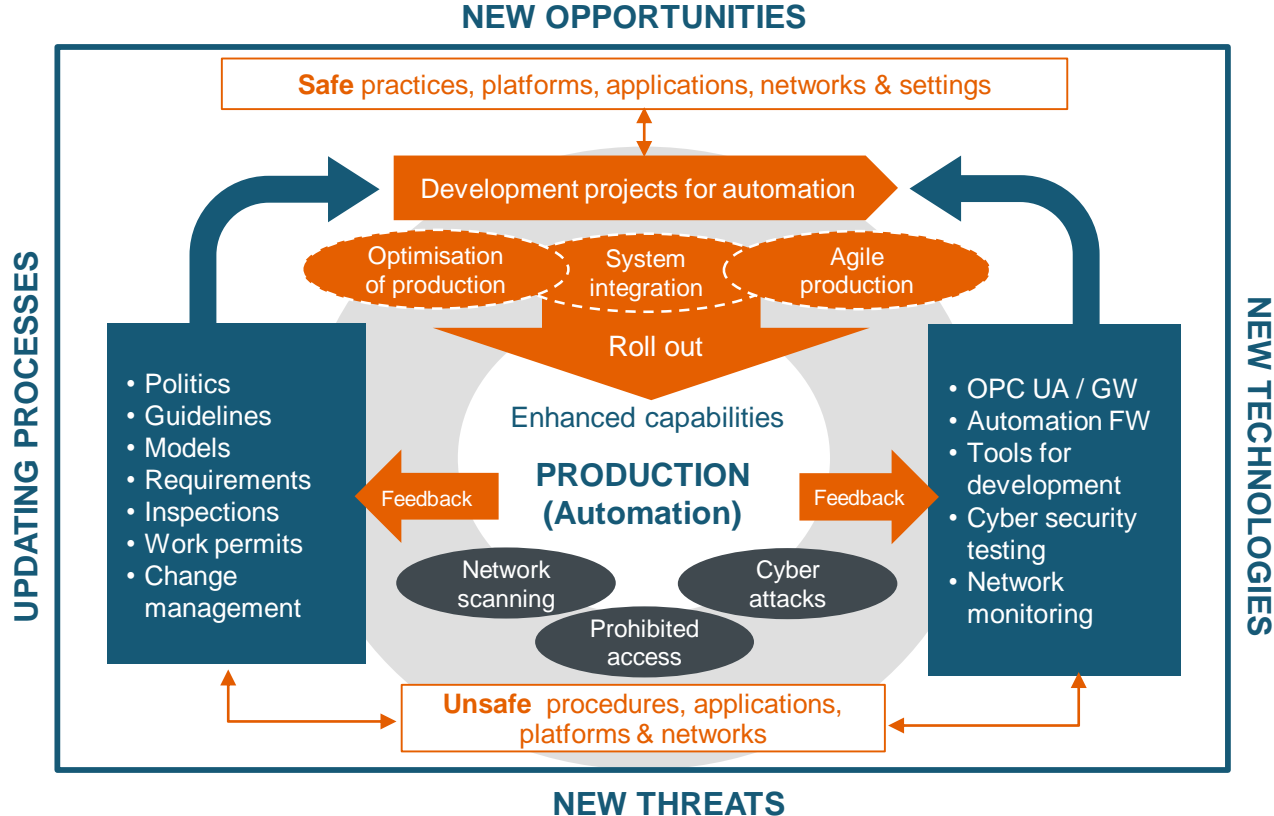 NEW OPPORTUNITIES
Safe practices, platforms, applications, networks & settings
Development projects for automation
Optimisation
of production
System
integration
Agile
production
Roll out
UPDATING PROCESSES
• Politics
• Guidelines
• Models
• Requirements
• Inspections
• Work permits
• Change
management
Enhanced capabilities
PRODUCTION
(Automation)
Feedback
Feedback
Network
scanning
Cyber
attacks
Prohibited
access
• OPC UA / GW
• Automation FW
• Tools for
development
• Cyber security
testing
• Network
monitoring
NEW TECHNOLOGIES
Unsafe procedures, applications,
platforms & networks
NEW THREATS